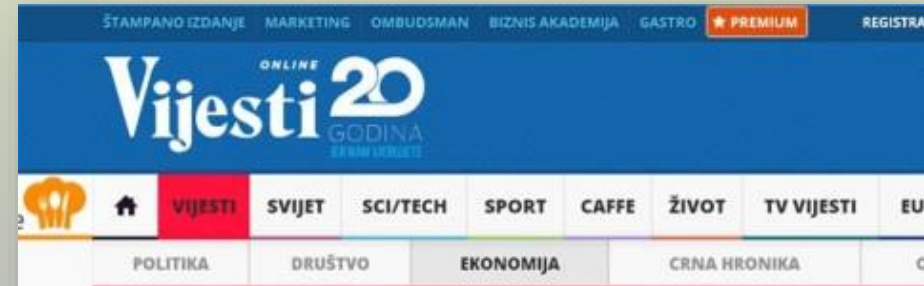 ŠTAMPANO IZDANJE MARKETING OMBUDSMAN BIZNIS AKADEMIJA GASTRO PREMIUM REGISTRA
ONLINE
Vijesti 20
GODINA
e VIJESTI SVIJET SCI/TECH SPORT CAFFE ŽIVOT TV VIJESTI EU
POLITIKA DRUŠTVO EKONOMIJA CRNA HRONIKA